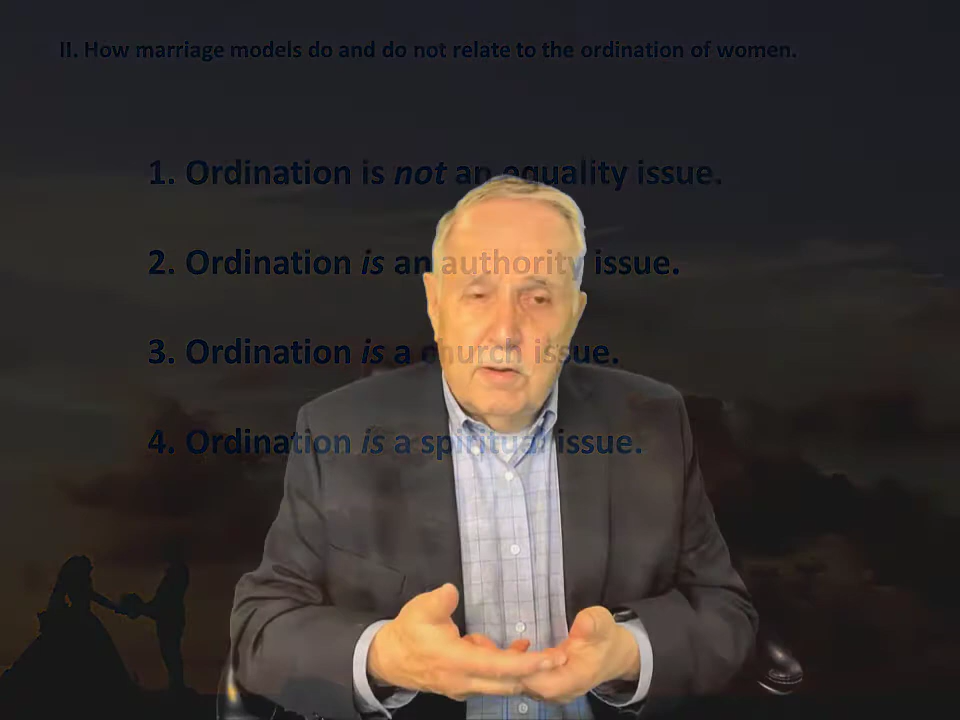 II. How marriage models do and do not relate to the ordination of women.
1. Ordination is not an equality issue.
2. Ordination is an authority issue.
3. Ordination is a church issue.
4. Ordination is a spiritual issue.